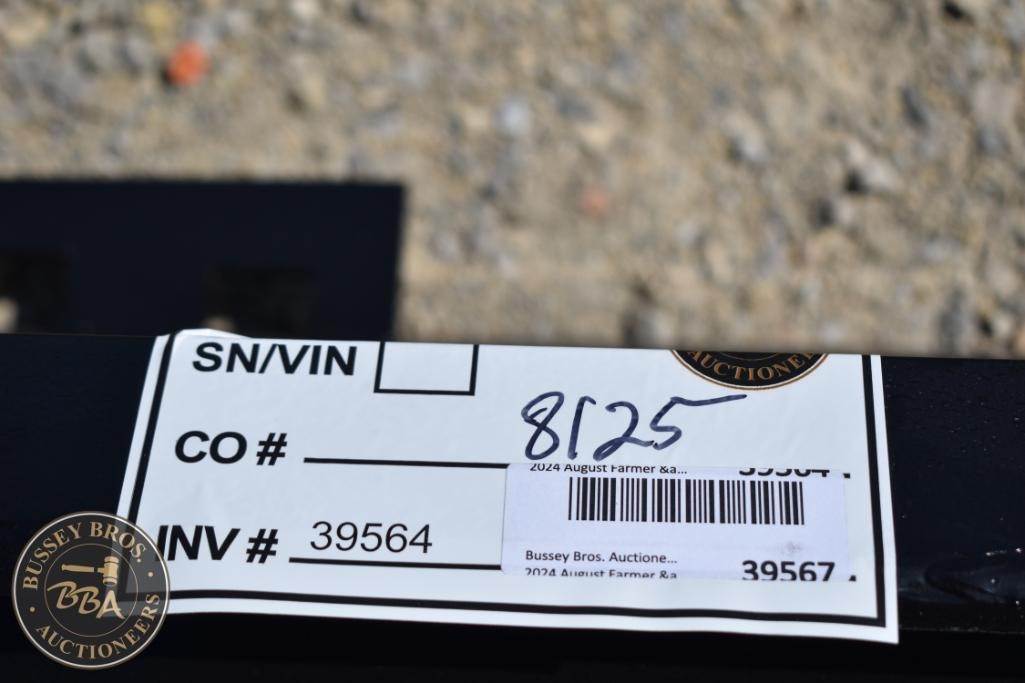 AUCTIONE
SN/VIN
8125
CO #
2024 August Farmer &a... 39564
INV # 39564
Bussey Bros. Auctione...
2024 August Farmer &a 39567
BUSSEY BROS.
BBA
AUCTIONEERS